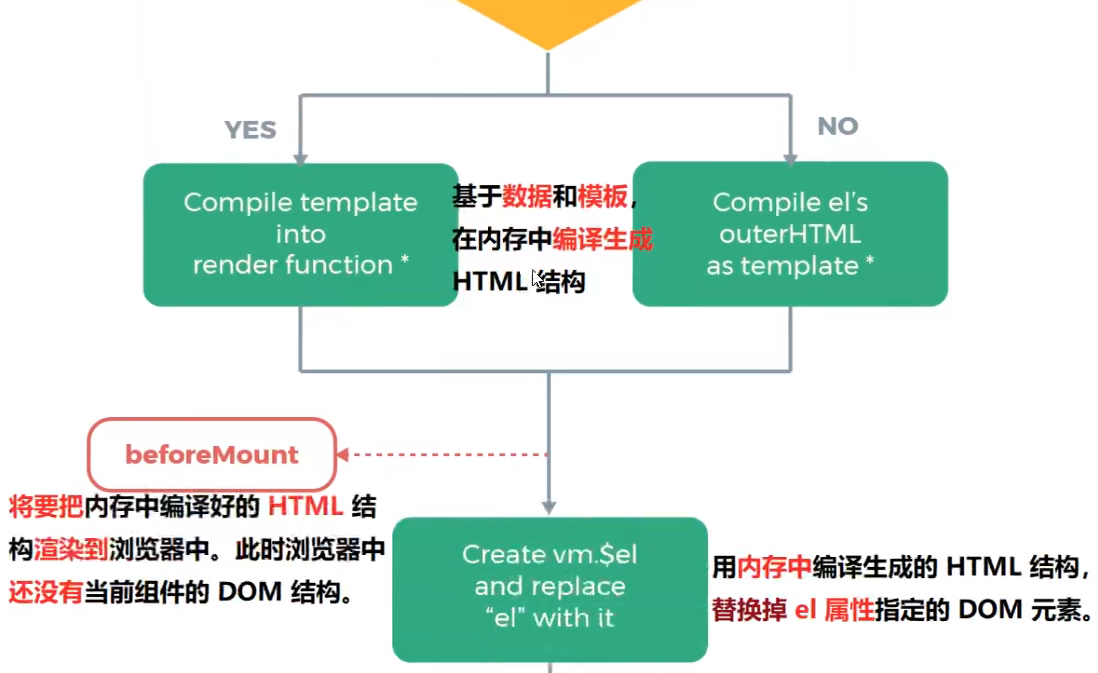 YES
NO
Compile template
into
render function *
基于数据和模板，
在内存中编译生成
HTML 结构
Compile el’s
outerHTML
as template *
beforeMount
将要把内存中编译好的 HTML 结
构渲染到浏览器中。此时浏览器中
还没有当前组件的 DOM 结构。
Create vm.$el
and replace
“el” with it
用内存中编译生成的 HTML 结构，
替换掉 el 属性指定的 DOM 元素。